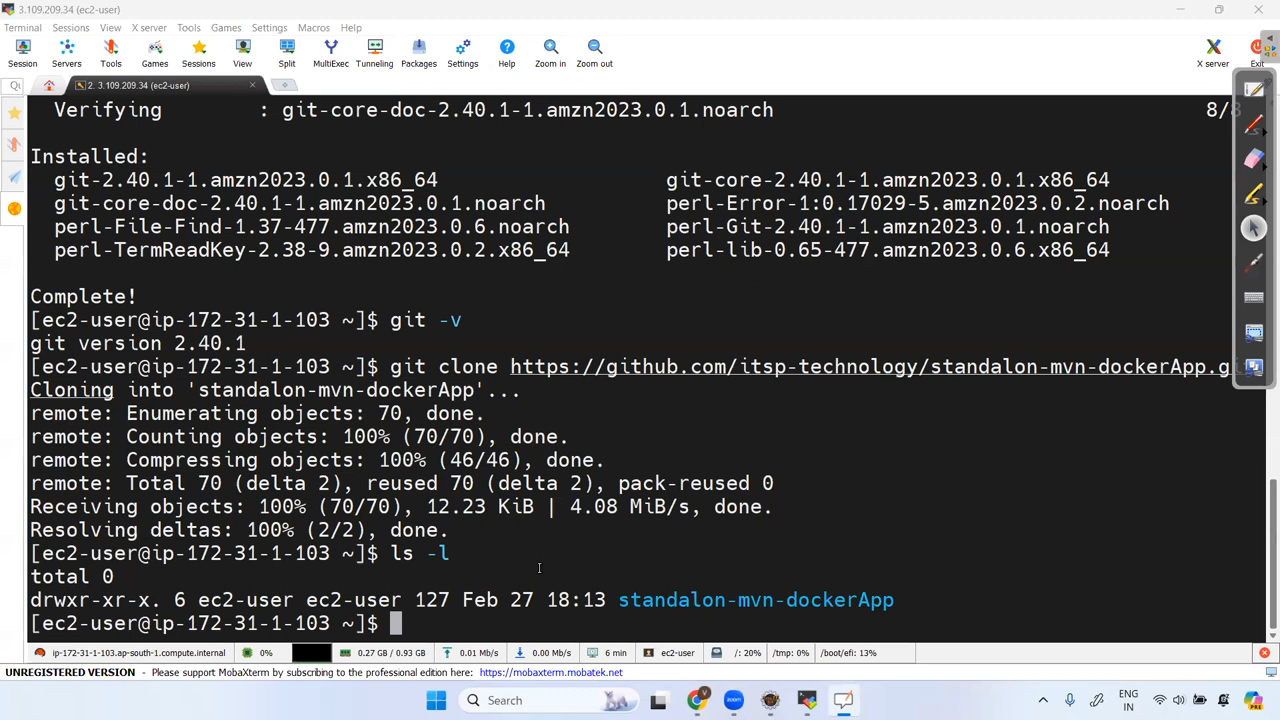 3.109.209.34 (ec2-user)
Terminal Sessions View X server Tools Games Settings Macros Help
Session Servers Tools Games Sessions View Split MultiExec Tunneling Packages Settings Help Zoom in Zoom out X server Exit
2. 3.109.209.34 (ec2-user)
Verifying : git-core-doc-2.40.1-1.amzn2023.0.1.noarch 8/8
Installed:
git-2.40.1-1.amzn2023.0.1.x86_64 git-core-2.40.1-1.amzn2023.0.1.x86_64
git-core-doc-2.40.1-1.amzn2023.0.1.noarch perl-Error-1:0.17029-5.amzn2023.0.2.noarch
perl-File-Find-1.37-477.amzn2023.0.6.noarch perl-Git-2.40.1-1.amzn2023.0.1.noarch
perl-TermReadKey-2.38-9.amzn2023.0.2.x86_64 perl-lib-0.65-477.amzn2023.0.6.x86_64
Complete!
[ec2-user@ip-172-31-1-103 ~]$ git -v
git version 2.40.1
[ec2-user@ip-172-31-1-103 ~]$ git clone https://github.com/itsp-technology/standalon-mvn-dockerApp.git
Cloning into 'standalon-mvn-dockerApp'...
remote: Enumerating objects: 70, done.
remote: Counting objects: 100% (70/70), done.
remote: Compressing objects: 100% (46/46), done.
remote: Total 70 (delta 2), reused 70 (delta 2), pack-reused 0
Receiving objects: 100% (70/70), 12.23 KiB | 4.08 MiB/s, done.
Resolving deltas: 100% (2/2), done.
[ec2-user@ip-172-31-1-103 ~]$ ls -l
total 0
drwxr-xr-x. 6 ec2-user ec2-user 127 Feb 27 18:13 standalon-mvn-dockerApp
[ec2-user@ip-172-31-1-103 ~]$
ip-172-31-1-103.ap-south-1.compute.internal 0% 0.27 GB / 0.93 GB 0.01 Mb/s 0.00 Mb/s 6 min ec2-user /: 20% /tmp: 0% /boot/efi: 13%
UNREGISTERED VERSION - Please support MobaXterm by subscribing to the professional edition here: https://mobaxterm.mobatek.net
Search ENG
IN